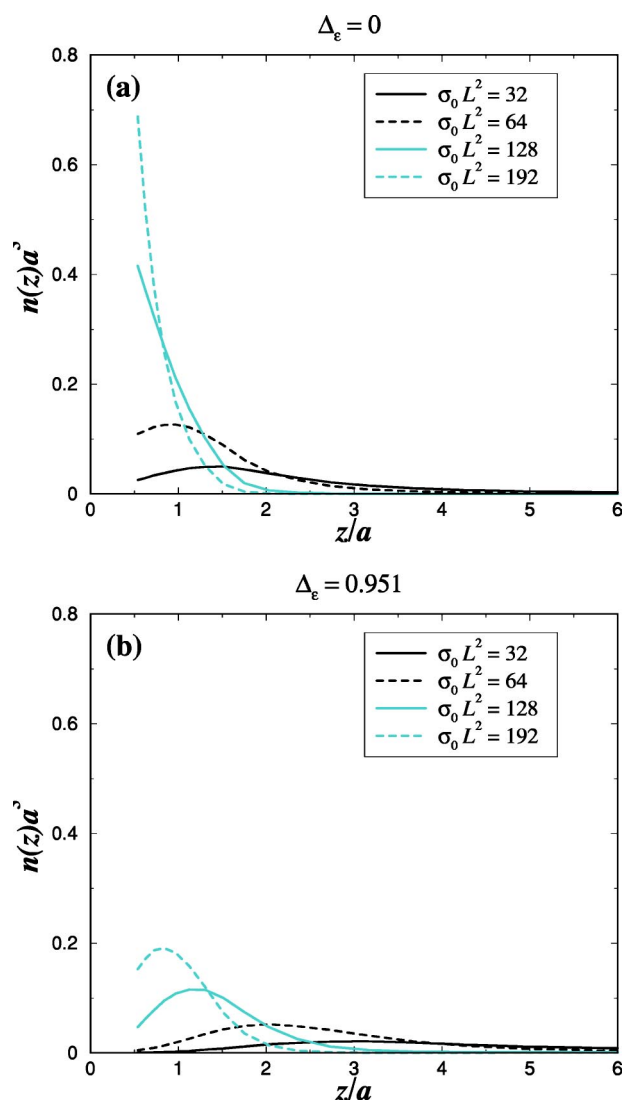 Δε = 0
0.8
(a)
σ₀ L² = 32
σ₀ L² = 64
σ₀ L² = 128
σ₀ L² = 192
0.6
0.4
0.2
0
n(z)a³
0 1 2 3 4 5 6
z/a
Δε = 0.951
0.8
(b)
σ₀ L² = 32
σ₀ L² = 64
σ₀ L² = 128
σ₀ L² = 192
0.6
0.4
0.2
0
n(z)a³
0 1 2 3 4 5 6
z/a